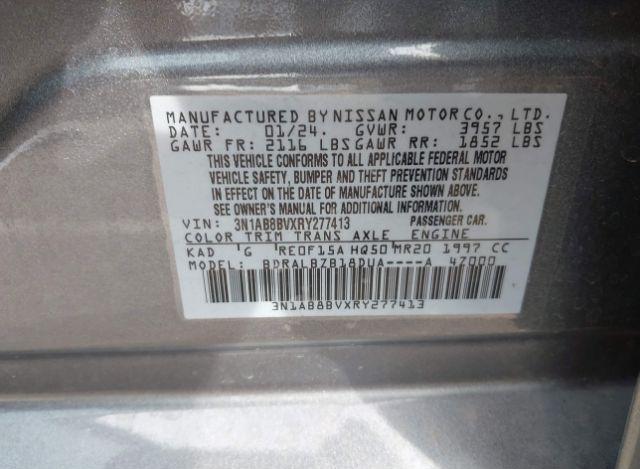 MANUFACTURED BY NISSAN MOTOR CO., LTD.
DATE: 01/24. GVWR: 3957 LBS
GAWR FR: 2116 LBS GAWR RR: 1852 LBS
THIS VEHICLE CONFORMS TO ALL APPLICABLE FEDERAL MOTOR
VEHICLE SAFETY, BUMPER AND THEFT PREVENTION STANDARDS
IN EFFECT ON THE DATE OF MANUFACTURE SHOWN ABOVE.
SEE OWNER'S MANUAL FOR ADDITIONAL INFORMATION.
VIN: 3N1AB8BVXRY277413 PASSENGER CAR.
COLOR TRIM TRANS AXLE ENGINE
KAD G RE0F15A HQ50 MR20 1997 CC
MODEL: BDRALBZB18DUA----A 47000
3N1AB8BVXRY277413